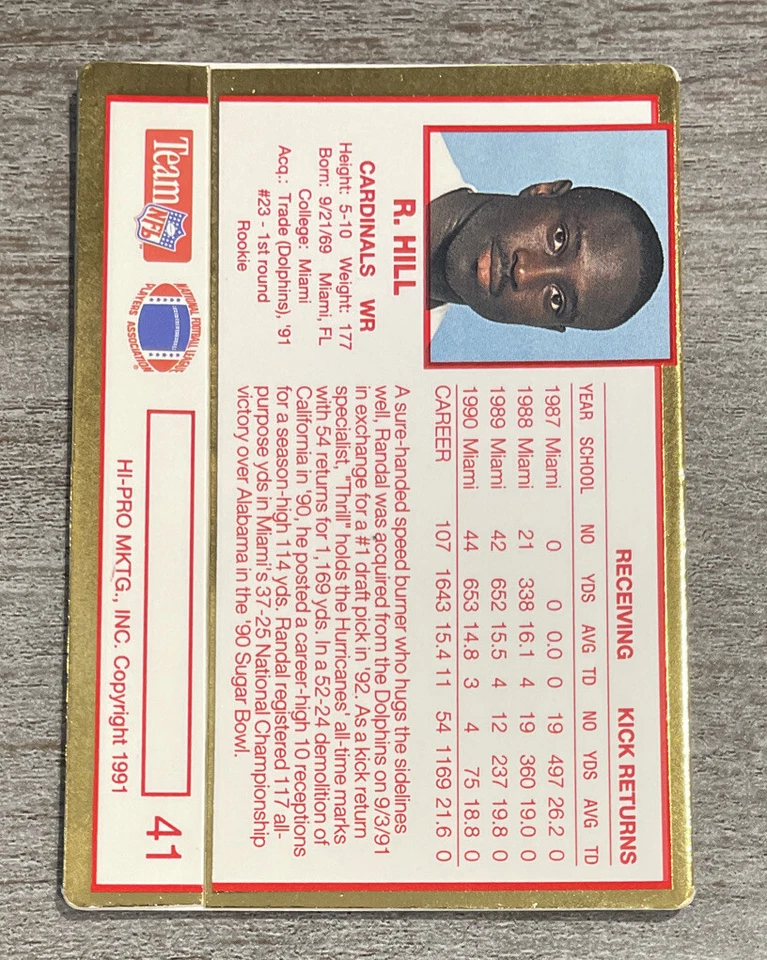 R. HILL
CARDINALS WR
Height: 5-10 Weight: 177
Born: 9/21/69 Miami, FL
College: Miami
Acq.: Trade (Dolphins), '91
#23 - 1st round
Rookie
RECEIVING KICK RETURNS
YEAR SCHOOL NO YDS AVG TD NO YDS AVG TD
1987 Miami 0 0 0.0 0 19 497 26.2 0
1988 Miami 21 338 16.1 4 19 360 19.0 0
1989 Miami 42 652 15.5 4 12 237 19.8 0
1990 Miami 44 653 14.8 3 4 75 18.8 0
CAREER 107 1643 15.4 11 54 1169 21.6 0
A sure-handed speed burner who hugs the sidelines
well, Randal was acquired from the Dolphins on 9/3/91
in exchange for a #1 draft pick in '92. As a kick return
specialist, "Thrill" holds the Hurricanes' all-time marks
with 54 returns for 1,169 yds. In a 52-24 demolition of
California in '90, he posted a career-high 10 receptions
for a season-high 114 yds. Randal registered 117 all-
purpose yds in Miami's 37-25 National Championship
victory over Alabama in the '90 Sugar Bowl.
Team NFL
NATIONAL FOOTBALL LEAGUE
PLAYERS ASSOCIATION
41
HI-PRO MKTG., INC. Copyright 1991